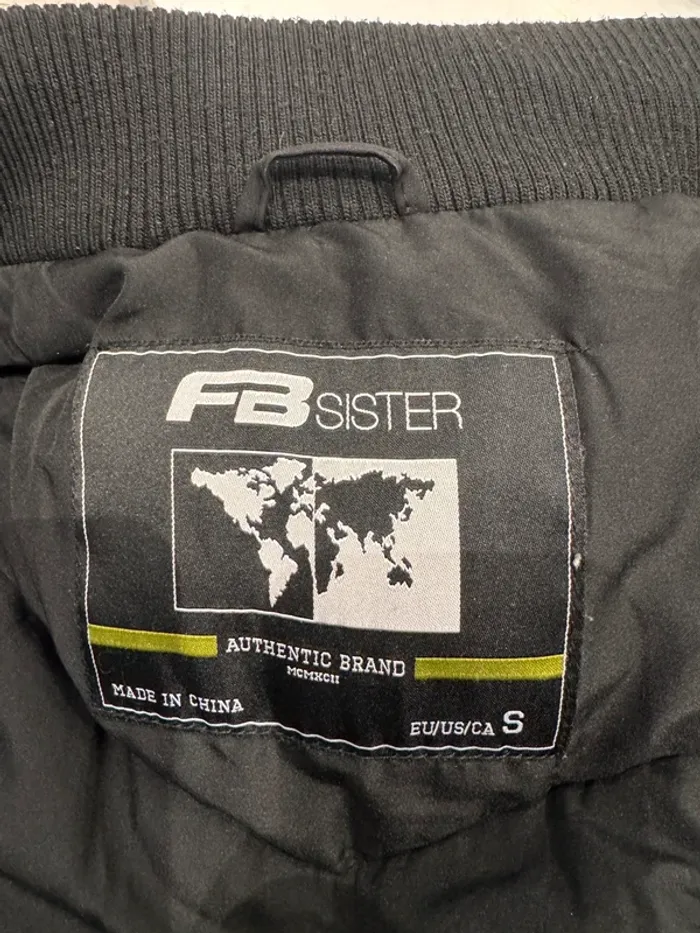 FB SISTER
AUTHENTIC BRAND
MCMXCII
MADE IN CHINA
EU/US/CA S